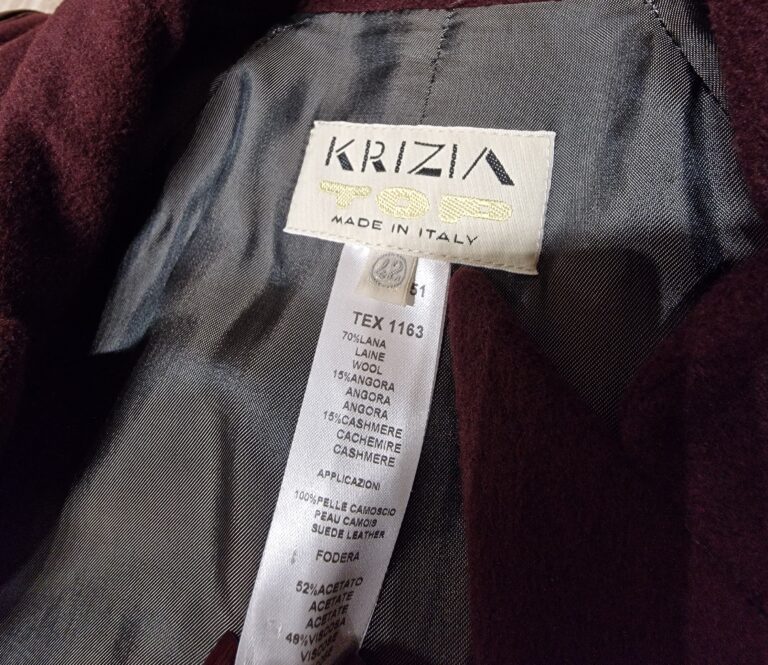 KRIZIA
TOP
MADE IN ITALY
42
51
TEX 1163
70%LANA
LAINE
WOOL
15%ANGORA
ANGORA
ANGORA
15%CASHMERE
CACHEMIRE
CASHMERE
APPLICAZIONI
100%PELLE CAMOSCIO
PEAU CAMOIS
SUEDE LEATHER
FODERA
52%ACETATO
ACETATE
ACETATE
48%VISCOSA
VISCOSE